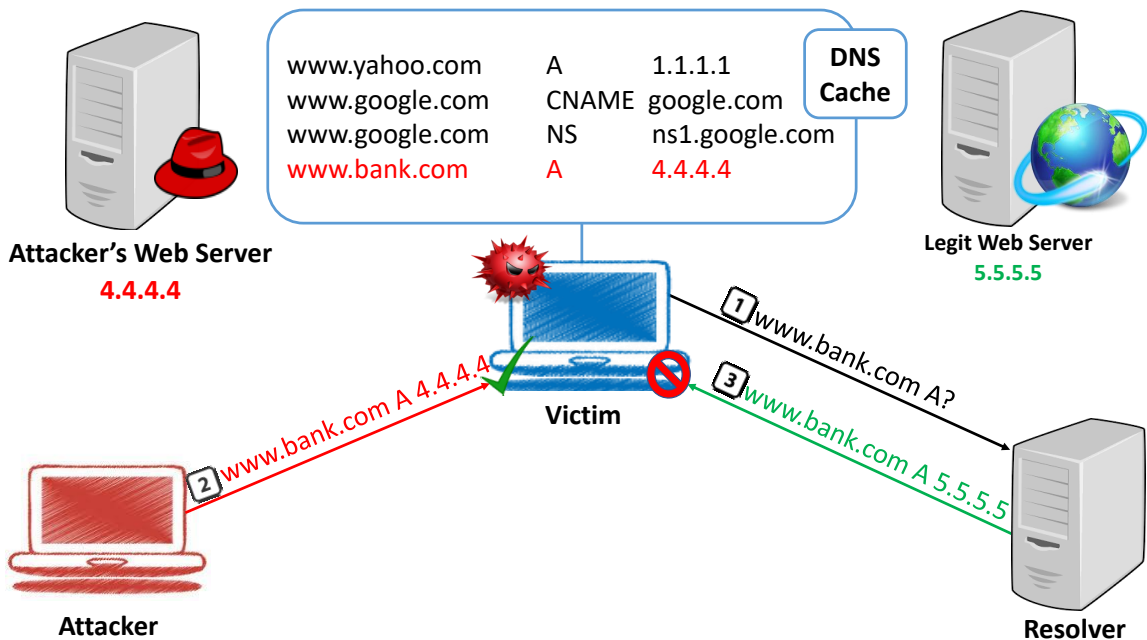 www.yahoo.com A 1.1.1.1
www.google.com CNAME google.com
www.google.com NS ns1.google.com
www.bank.com A 4.4.4.4
DNS
Cache
Attacker's Web Server
4.4.4.4
Legit Web Server
5.5.5.5
1 www.bank.com A?
2 www.bank.com A 4.4.4.4
3 www.bank.com A 5.5.5.5
Victim
Attacker
Resolver